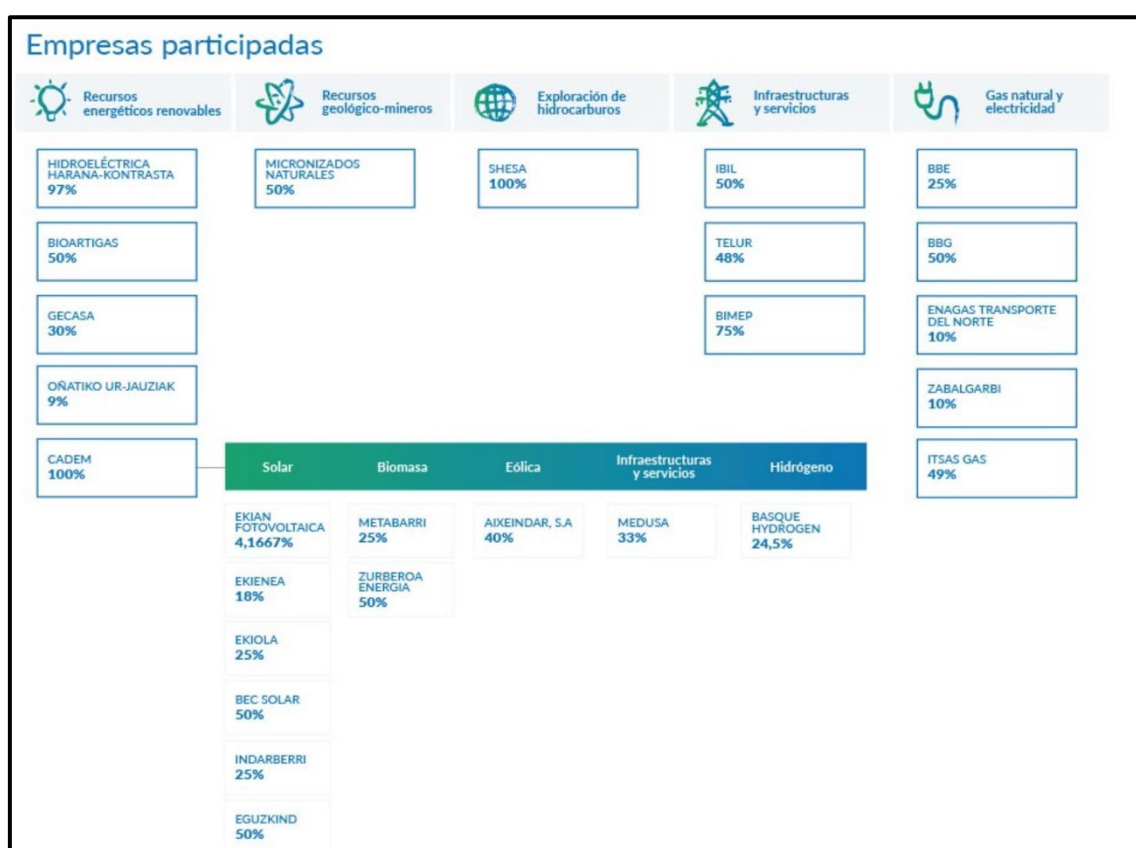 Empresas participadas
Recursos
energéticos renovables
Recursos
geológico-mineros
Exploración de
hidrocarburos
Infraestructuras
y servicios
Gas natural y
electricidad
HIDROELÉCTRICA
HARANA-KONTRASTA
97%
MICRONIZADOS
NATURALES
50%
SHESA
100%
IBIL
50%
BBE
25%
BIOARTIGAS
50%
TELUR
48%
BBG
50%
GECASA
30%
BIMEP
75%
ENAGAS TRANSPORTE
DEL NORTE
10%
OÑATIKO UR-JAUZIAK
9%
ZABALGARBI
10%
CADEM
100%
Solar
Biomasa
Eólica
Infraestructuras
y servicios
Hidrógeno
ITSAS GAS
49%
EKIAN
FOTOVOLTAICA
4,1667%
METABARRI
25%
AIXEINDAR, S.A
40%
MEDUSA
33%
BASQUE
HYDROGEN
24,5%
EKIENEA
18%
ZURBEROA
ENERGIA
50%
EKIOLA
25%
BEC SOLAR
50%
INDARBERRI
25%
EGUZKIND
50%